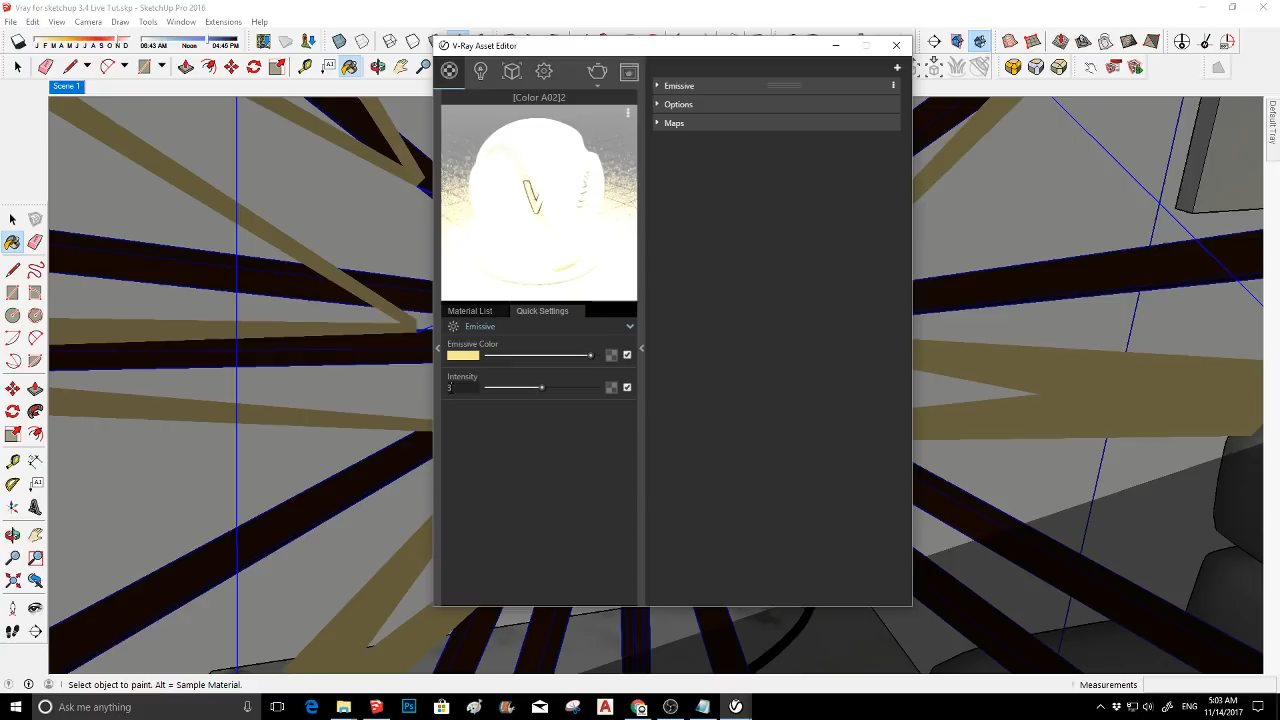 Vray for sketchup 3.4 Live Tut.skp - SketchUp Pro 2016
File Edit View Camera Draw Tools Window Extensions Help
J F M A M J J A S O N D
06:43 AM Noon 04:45 PM
Scene 1
V-Ray Asset Editor
[Color A02]2
Emissive
Options
Maps
Material List Quick Settings
Emissive
Emissive Color
Intensity
3
Default Tray
Select object to paint. Alt = Sample Material.
Measurements
Ask me anything
5:03 AM
11/14/2017